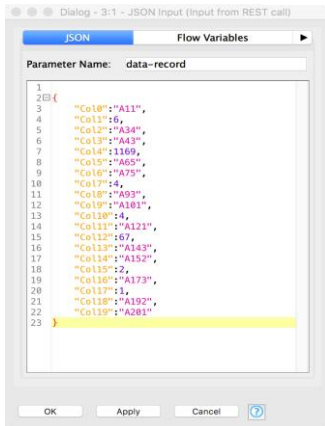 Dialog - 3:1 - JSON Input (Input from REST call)
JSON Flow Variables
Parameter Name: data-record
1
2 {
3 "Col0":"A11",
4 "Col1":6,
5 "Col2":"A34",
6 "Col3":"A43",
7 "Col4":1169,
8 "Col5":"A65",
9 "Col6":"A75",
10 "Col7":4,
11 "Col8":"A93",
12 "Col9":"A101",
13 "Col10":4,
14 "Col11":"A121",
15 "Col12":67,
16 "Col13":"A143",
17 "Col14":"A152",
18 "Col15":2,
19 "Col16":"A173",
20 "Col17":1,
21 "Col18":"A192",
22 "Col19":"A201"
23 }
OK Apply Cancel ?